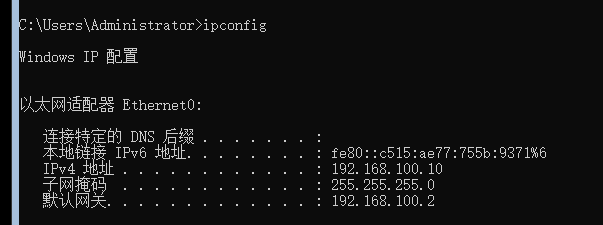 C:\Users\Administrator>ipconfig
Windows IP 配置
以太网适配器 Ethernet0:
连接特定的 DNS 后缀 . . . . . . . :
本地链接 IPv6 地址. . . . . . . . : fe80::c515:ae77:755b:9371%6
IPv4 地址 . . . . . . . . . . . . : 192.168.100.10
子网掩码 . . . . . . . . . . . . : 255.255.255.0
默认网关. . . . . . . . . . . . . : 192.168.100.2